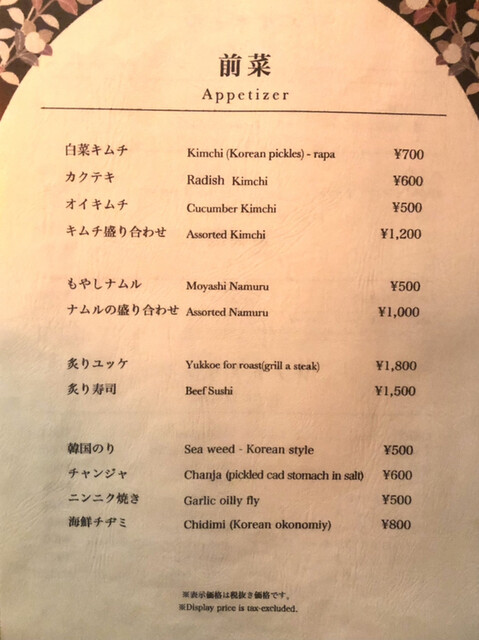 前菜
Appetizer
白菜キムチ Kimchi (Korean pickles) - rapa ¥700
カクテキ Radish Kimchi ¥600
オイキムチ Cucumber Kimchi ¥500
キムチ盛り合わせ Assorted Kimchi ¥1,200
もやしナムル Moyashi Namuru ¥500
ナムルの盛り合わせ Assorted Namuru ¥1,000
炙りユッケ Yukkoe for roast(grill a steak) ¥1,800
炙り寿司 Beef Sushi ¥1,500
韓国のり Sea weed - Korean style ¥500
チャンジャ Chanja (pickled cad stomach in salt) ¥600
ニンニク焼き Garlic oilly fly ¥500
海鮮チヂミ Chidimi (Korean okonomiy) ¥800
※表示価格は税抜き価格です。
※Display price is tax-excluded.